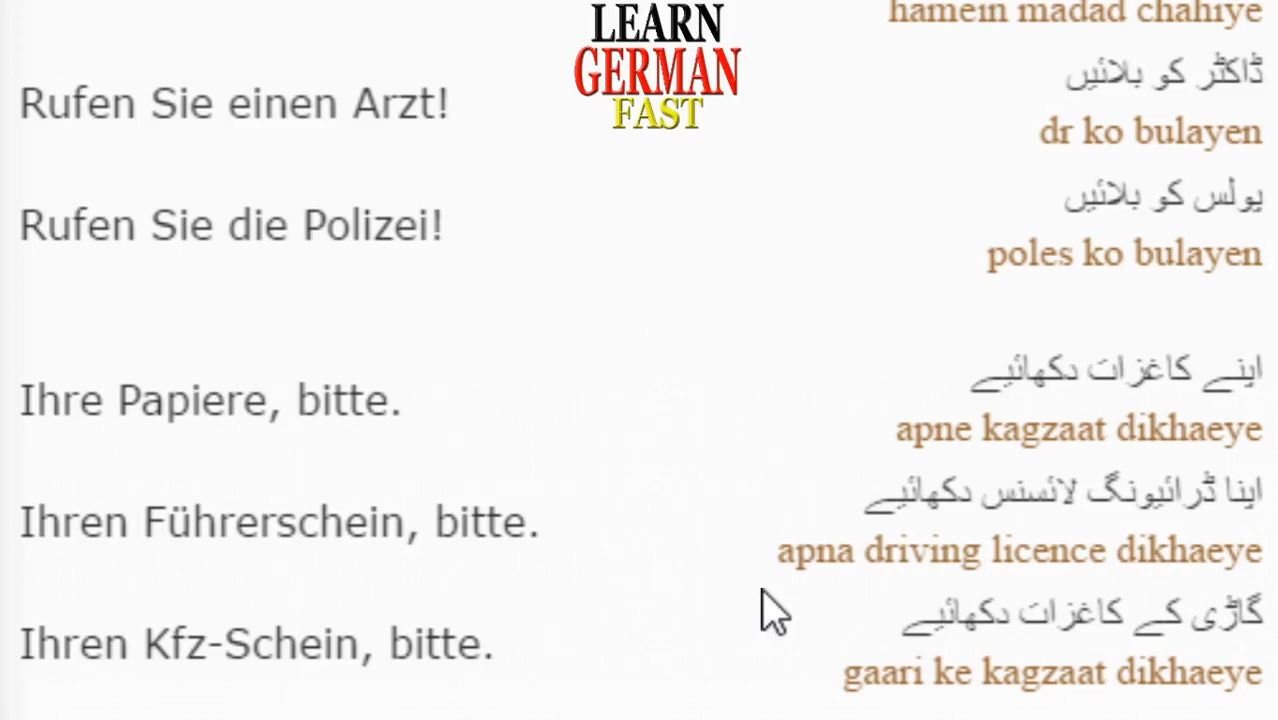 LEARN
GERMAN
FAST
hamein madad chahiye
Rufen Sie einen Arzt!
ڈاکٹر کو بلائیں
dr ko bulayen
Rufen Sie die Polizei!
پولس کو بلائیں
poles ko bulayen
Ihre Papiere, bitte.
اپنے کاغزات دکھائیے
apne kagzaat dikhaeye
Ihren Führerschein, bitte.
اپنا ڈرائیونگ لائسنس دکھائیے
apna driving licence dikhaeye
Ihren Kfz-Schein, bitte.
گاڑی کے کاغزات دکھائیے
gaari ke kagzaat dikhaeye